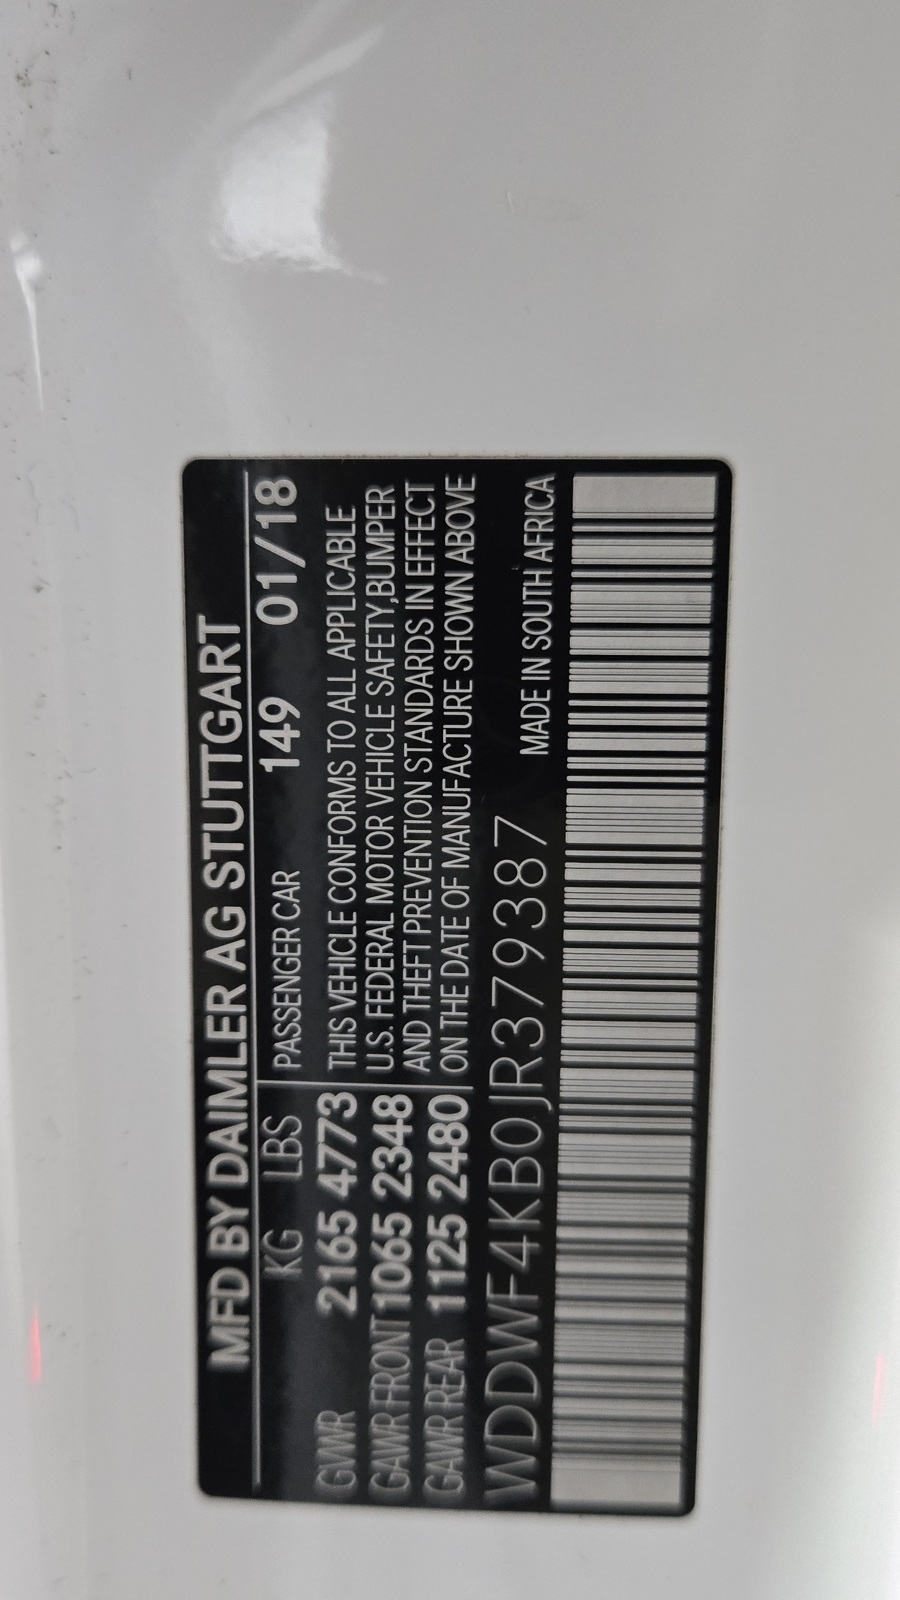 MFD BY DAIMLER AG STUTTGART
KG LBS PASSENGER CAR 149 01/18
GVWR 2165 4773 THIS VEHICLE CONFORMS TO ALL APPLICABLE
GAWR FRONT 1065 2348 U.S. FEDERAL MOTOR VEHICLE SAFETY,BUMPER
AND THEFT PREVENTION STANDARDS IN EFFECT
GAWR REAR 1125 2480 ON THE DATE OF MANUFACTURE SHOWN ABOVE
WDDWF4KB0JR379387 MADE IN SOUTH AFRICA